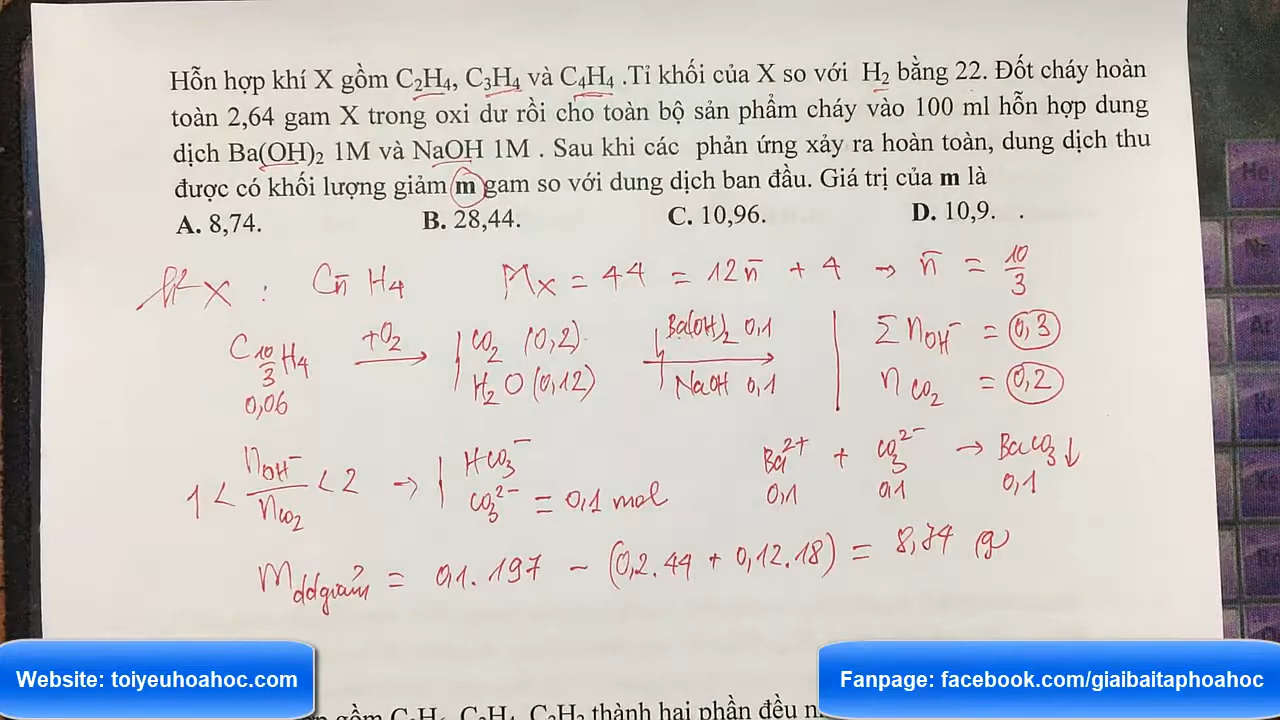 Hỗn hợp khí X gồm C₂H₄, C₃H₄ và C₄H₄ .Tỉ khối của X so với H₂ bằng 22. Đốt cháy hoàn
toàn 2,64 gam X trong oxi dư rồi cho toàn bộ sản phẩm cháy vào 100 ml hỗn hợp dung
dịch Ba(OH)₂ 1M và NaOH 1M . Sau khi các phản ứng xảy ra hoàn toàn, dung dịch thu
được có khối lượng giảm m gam so với dung dịch ban đầu. Giá trị của m là
A. 8,74. B. 28,44. C. 10,96. D. 10,9. .
X : Cn̄ H₄ Mx = 44 = 12n̄ + 4 → n̄ = 10/3
C10/3H₄ +O₂ → CO₂ (0,2) Ba(OH)₂ 0,1 Σ nOH⁻ = 0,3
0,06 H₂O (0,12) NaOH 0,1 nCO₂ = 0,2
1 < nOH⁻/nCO₂ < 2 → HCO₃⁻ Ba²⁺ + CO₃²⁻ → BaCO₃↓
CO₃²⁻ = 0,1 mol 0,1 0,1 0,1
mddgiảm = 0,1.197 − (0,2.44 + 0,12.18) = 8,74 (g)
Website: toiyeuhoahoc.com Fanpage: facebook.com/giaibaitaphoahoc
thành hai phần đều